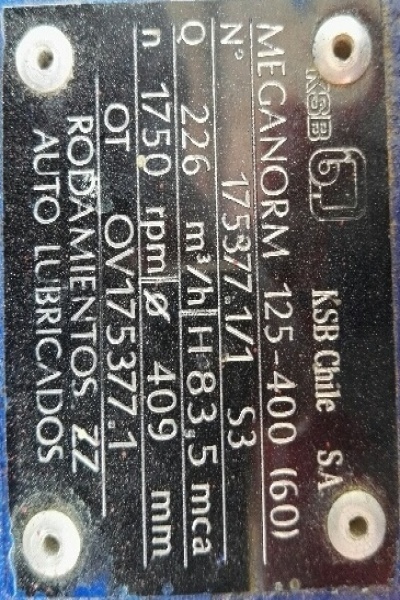 KSB KSB Chile S.A
MEGANORM 125-400 (60)
N° 175377.1/1 S3
Q 226 m³/h H 83,5 mca
n 1750 rpm ø 409 mm
OT OV175377.1
RODAMIENTOS ZZ
AUTO LUBRICADOS